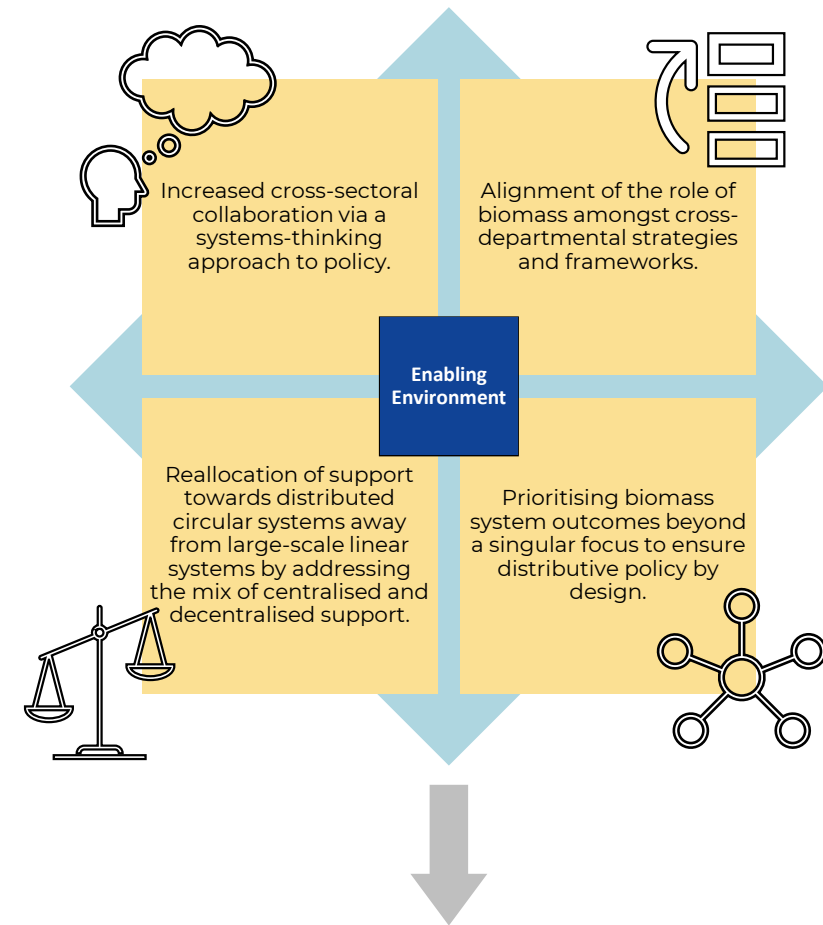 Increased cross-sectoral
collaboration via a
systems-thinking
approach to policy.
Alignment of the role of
biomass amongst cross-
departmental strategies
and frameworks.
Enabling
Environment
Reallocation of support
towards distributed
circular systems away
from large-scale linear
systems by addressing
the mix of centralised and
decentralised support.
Prioritising biomass
system outcomes beyond
a singular focus to ensure
distributive policy by
design.